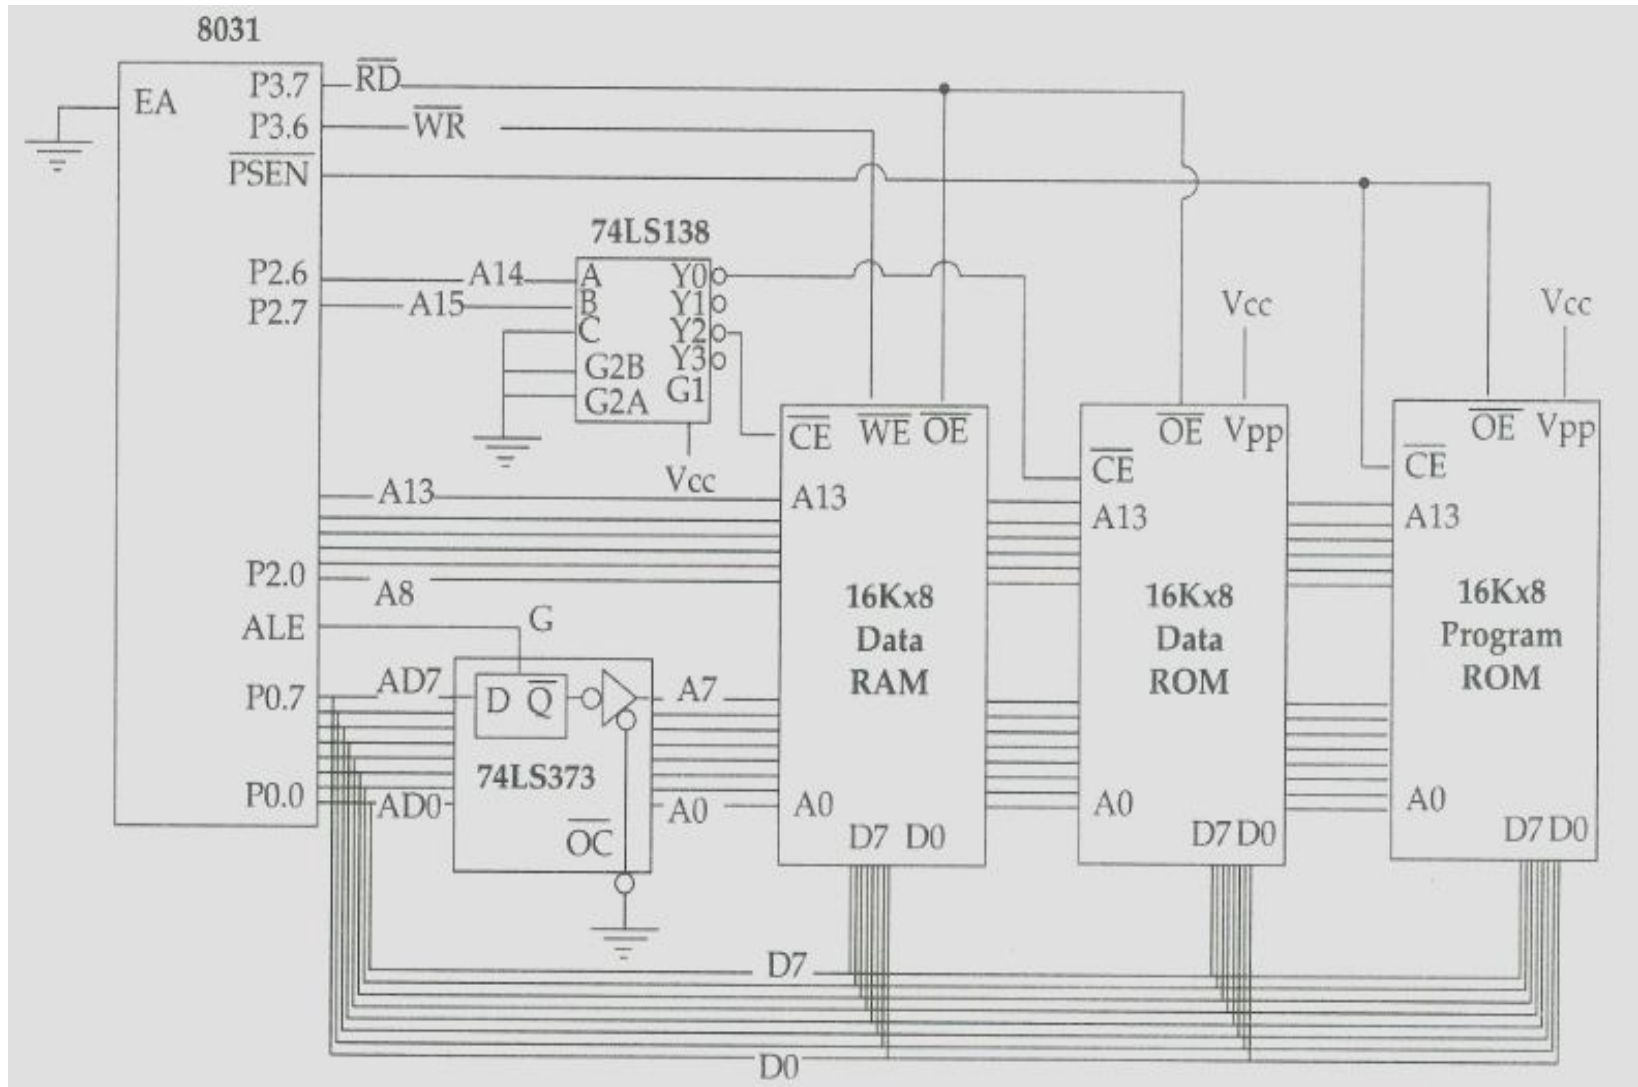 8031
EA
P3.7
RD
P3.6
WR
PSEN
74LS138
P2.6
A14
A
Y0
P2.7
A15
B
Y1
C
Y2
Y3
G2B
G1
G2A
Vcc
Vcc
Vcc
CE WE OE
OE Vpp
OE Vpp
CE
CE
A13
A13
A13
A13
P2.0
A8
16Kx8
Data
RAM
16Kx8
Data
ROM
16Kx8
Program
ROM
ALE
G
P0.7
AD7
D Q
A7
74LS373
P0.0
AD0
OC
A0
A0
A0
A0
D7 D0
D7 D0
D7 D0
D7
D0